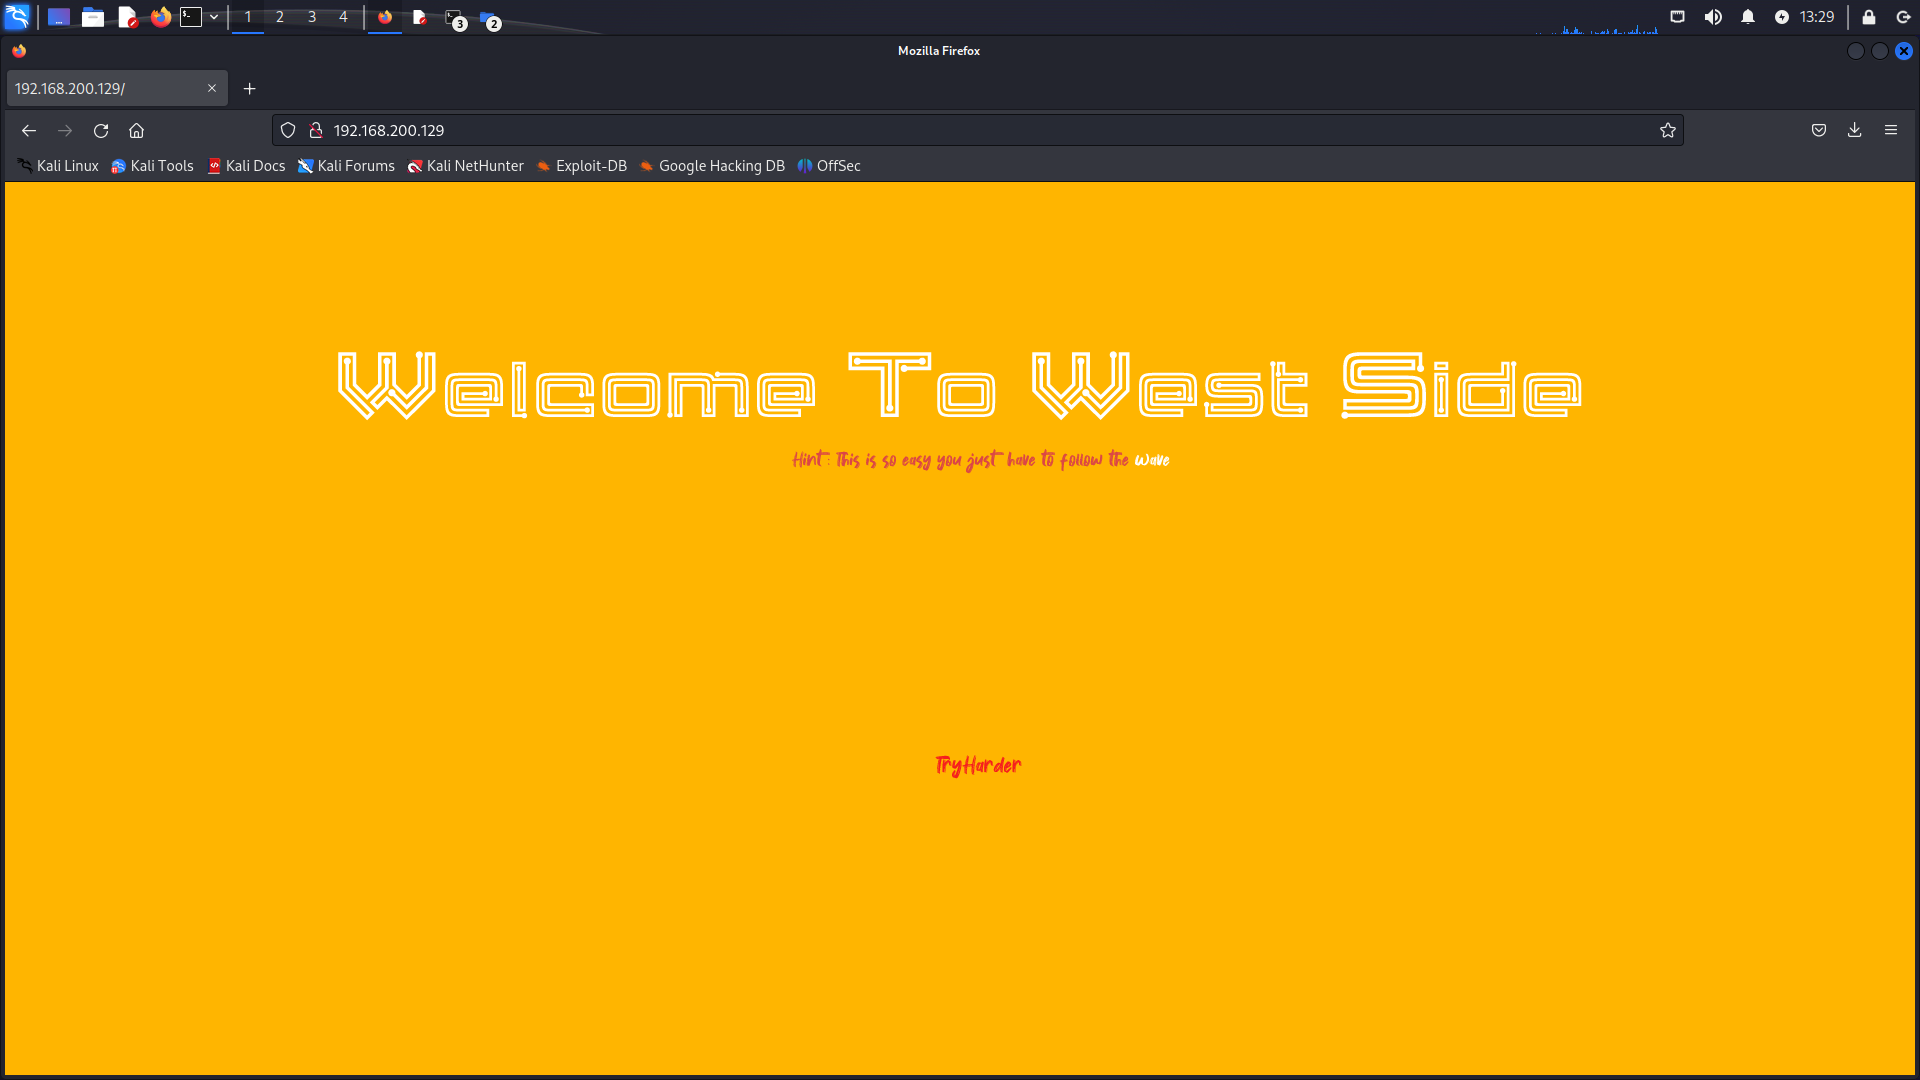 1 2 3 4 3 2 13:29
Mozilla Firefox
192.168.200.129/
192.168.200.129
Kali Linux Kali Tools Kali Docs Kali Forums Kali NetHunter Exploit-DB Google Hacking DB OffSec
Welcome To West Side
Hint : This is so easy you just have to follow the wave
TryHarder